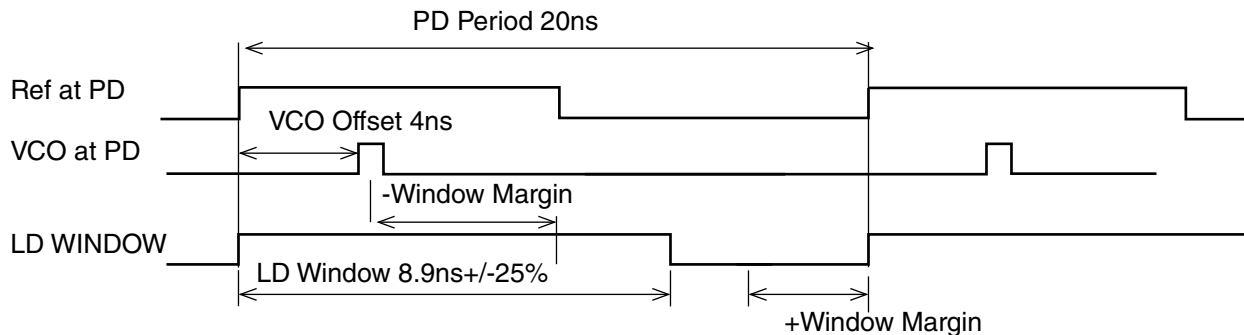 PD Period 20ns
Ref at PD
VCO Offset 4ns
VCO at PD
-Window Margin
LD WINDOW
LD Window 8.9ns+/-25%
+Window Margin